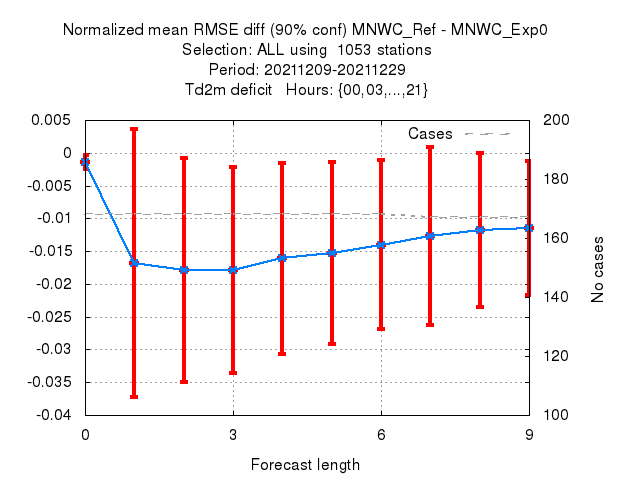 Normalized mean RMSE diff (90% conf) MNWC_Ref - MNWC_Exp0
Selection: ALL using  1053 stations
Period: 20211209-20211229
Td2m deficit   Hours: {00,03,...,21}
Cases
0.005
0
-0.005
-0.01
-0.015
-0.02
-0.025
-0.03
-0.035
-0.04
200
180
160
140
120
100
No cases
0 3 6 9
Forecast length